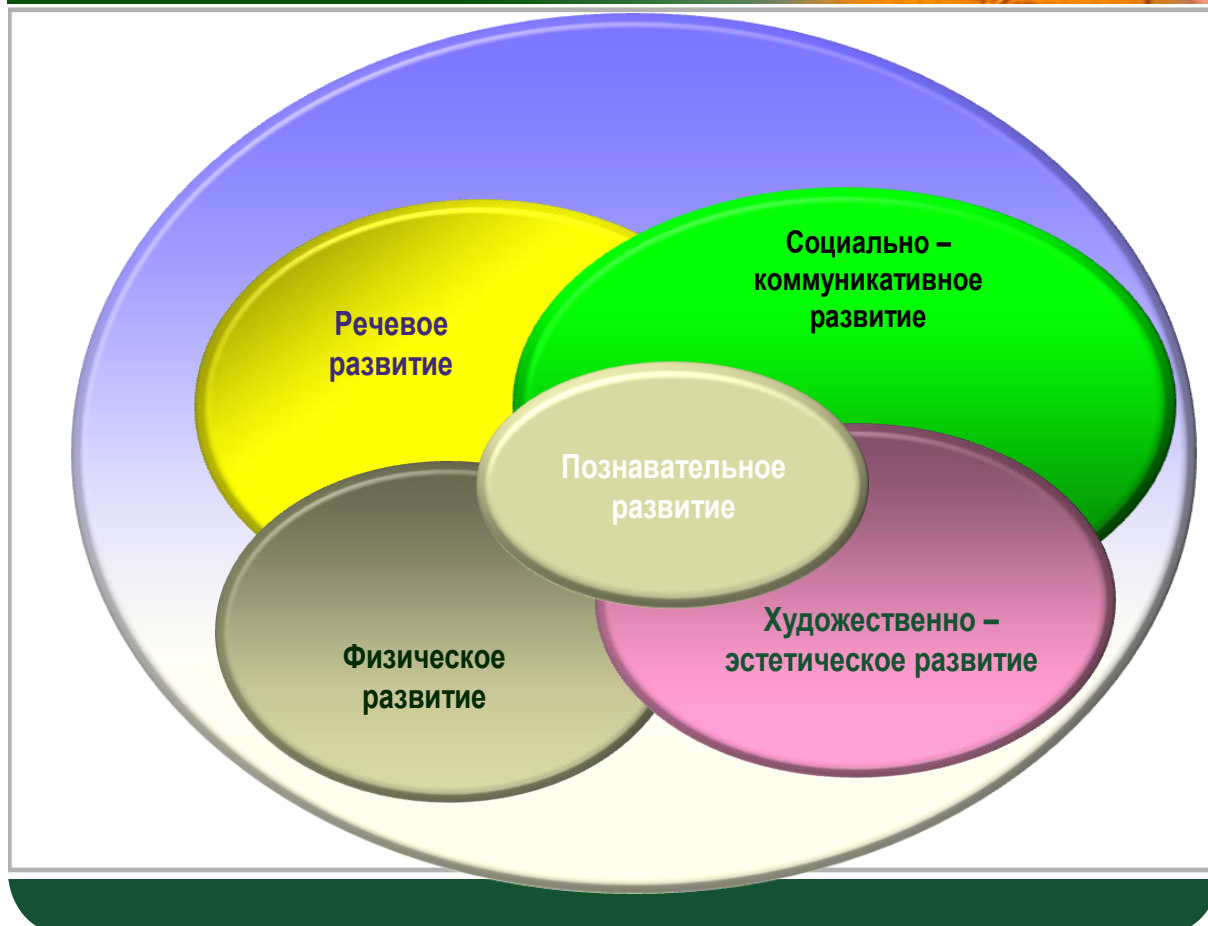 Социально –
коммуникативное
развитие
Речевое
развитие
Познавательное
развитие
Художественно –
эстетическое развитие
Физическое
развитие